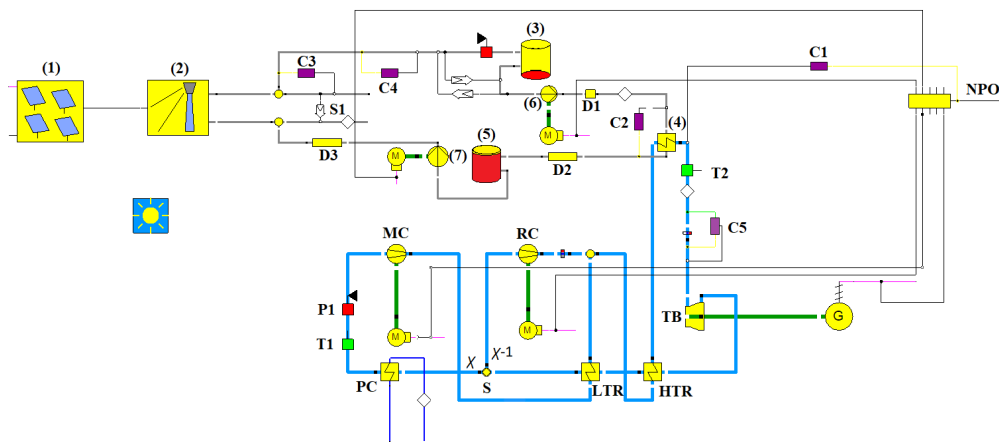 (1)
(2)
(3)
C1
C3
C4
NPO
S1
(6)
D1
C2
(4)
M
D3
M
(7)
(5)
D2
T2
C5
MC
RC
P1
T1
M
M
TB
G
X
X-1
PC
S
LTR
HTR